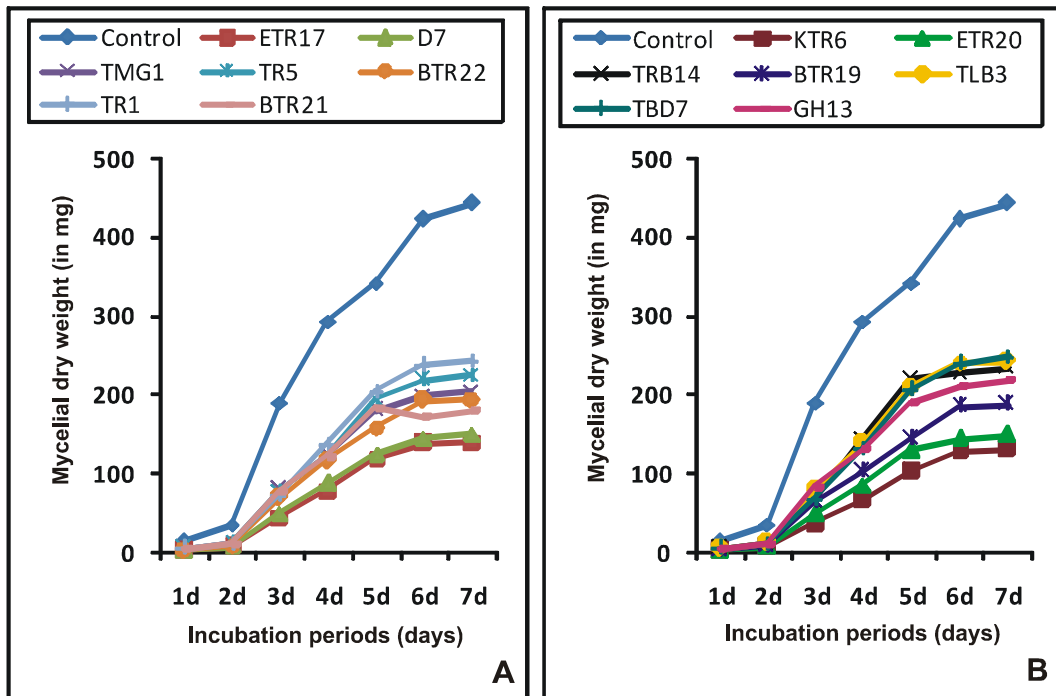 Control ETR17 D7
TMG1 TR5 BTR22
TR1 BTR21
Mycelial dry weight (in mg)
500
400
300
200
100
0
1d 2d 3d 4d 5d 6d 7d
Incubation periods (days)
A
Control KTR6 ETR20
TRB14 BTR19 TLB3
TBD7 GH13
Mycelial dry weight (in mg)
500
400
300
200
100
0
1d 2d 3d 4d 5d 6d 7d
Incubation periods (days)
B